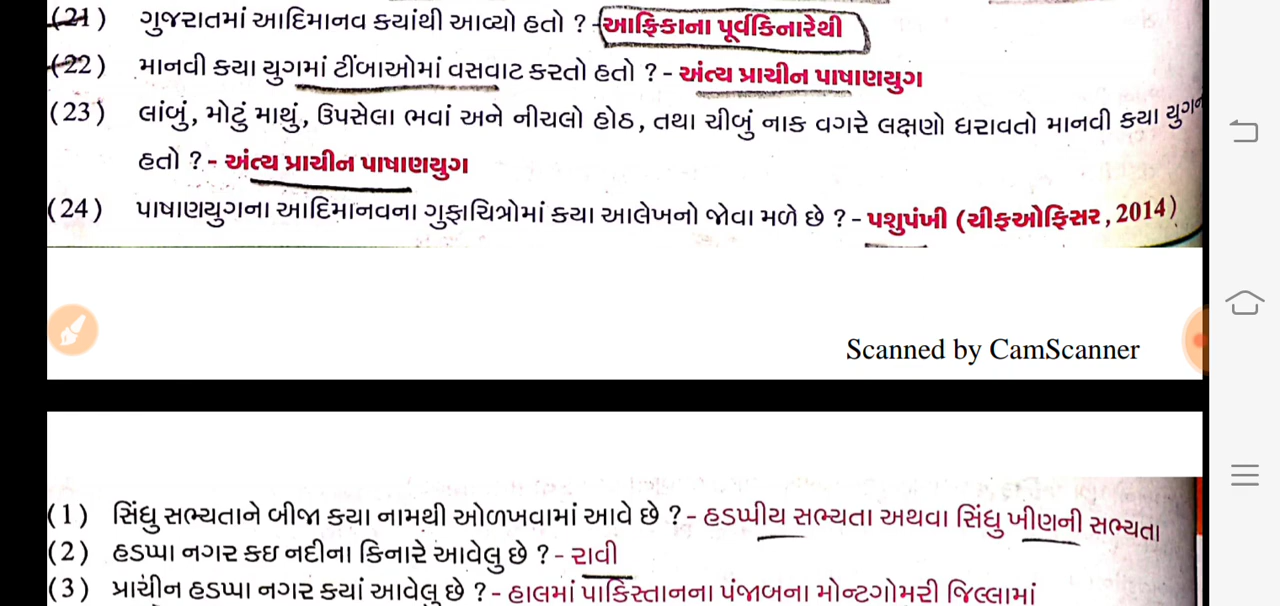 (21) ગુજરાતમાં આદિમાનવ કયાંથી આવ્યો હતો ? - આફ્રિકાના પૂર્વકિનારેથી
(22) માનવી કયા યુગમાં ટીંબાઓમાં વસવાટ કરતો હતો ? - અંત્ય પ્રાચીન પાષાણયુગ
(23) લાંબું, મોટું માથું, ઉપસેલા ભવાં અને નીચલો હોઠ, તથા ચીબું નાક વગરે લક્ષણો ધરાવતો માનવી કયા યુગનો
હતો ? - અંત્ય પ્રાચીન પાષાણયુગ
(24) પાષાણયુગના આદિમાનવના ગુફાચિત્રોમાં કયા આલેખનો જોવા મળે છે ? - પશુપંખી (ચીફઓફિસર, 2014)
Scanned by CamScanner
(1) સિંધુ સભ્યતાને બીજા કયા નામથી ઓળખવામાં આવે છે ? - હડપ્પીય સભ્યતા અથવા સિંધુ ખીણની સભ્યતા
(2) હડપ્પા નગર કઇ નદીના કિનારે આવેલુ છે ? - રાવી
(3) પ્રાચીન હડપ્પા નગર કયાં આવેલુ છે ? - હાલમાં પાકિસ્તાનના પંજાબના મોન્ટગોમરી જિલ્લામાં